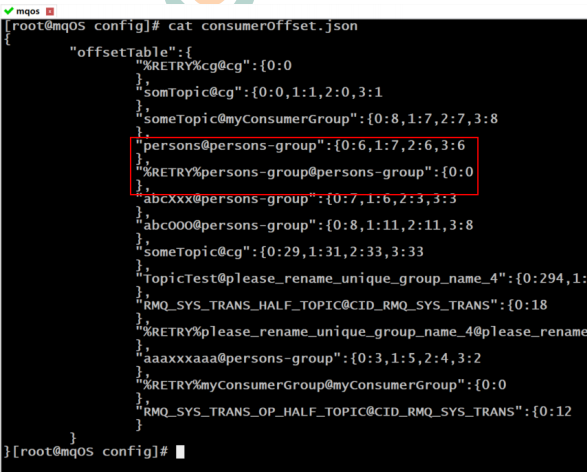 mqos
[root@mqOS config]# cat consumerOffset.json
{
"offsetTable":{
"%RETRY%cg@cg":{0:0
},
"somTopic@cg":{0:0,1:1,2:0,3:1
},
"someTopic@myConsumerGroup":{0:8,1:7,2:7,3:8
},
"persons@persons-group":{0:6,1:7,2:6,3:6
},
"%RETRY%persons-group@persons-group":{0:0
},
"abcXxx@persons-group":{0:7,1:6,2:3,3:3
},
"abcOOO@persons-group":{0:8,1:11,2:11,3:8
},
"someTopic@cg":{0:29,1:31,2:33,3:33
},
"TopicTest@please_rename_unique_group_name_4":{0:294,1:
},
"RMQ_SYS_TRANS_HALF_TOPIC@CID_RMQ_SYS_TRANS":{0:18
},
"%RETRY%please_rename_unique_group_name_4@please_rename
},
"aaaxxxaaa@persons-group":{0:3,1:5,2:4,3:2
},
"%RETRY%myConsumerGroup@myConsumerGroup":{0:0
},
"RMQ_SYS_TRANS_OP_HALF_TOPIC@CID_RMQ_SYS_TRANS":{0:12
}
}
}[root@mqOS config]#